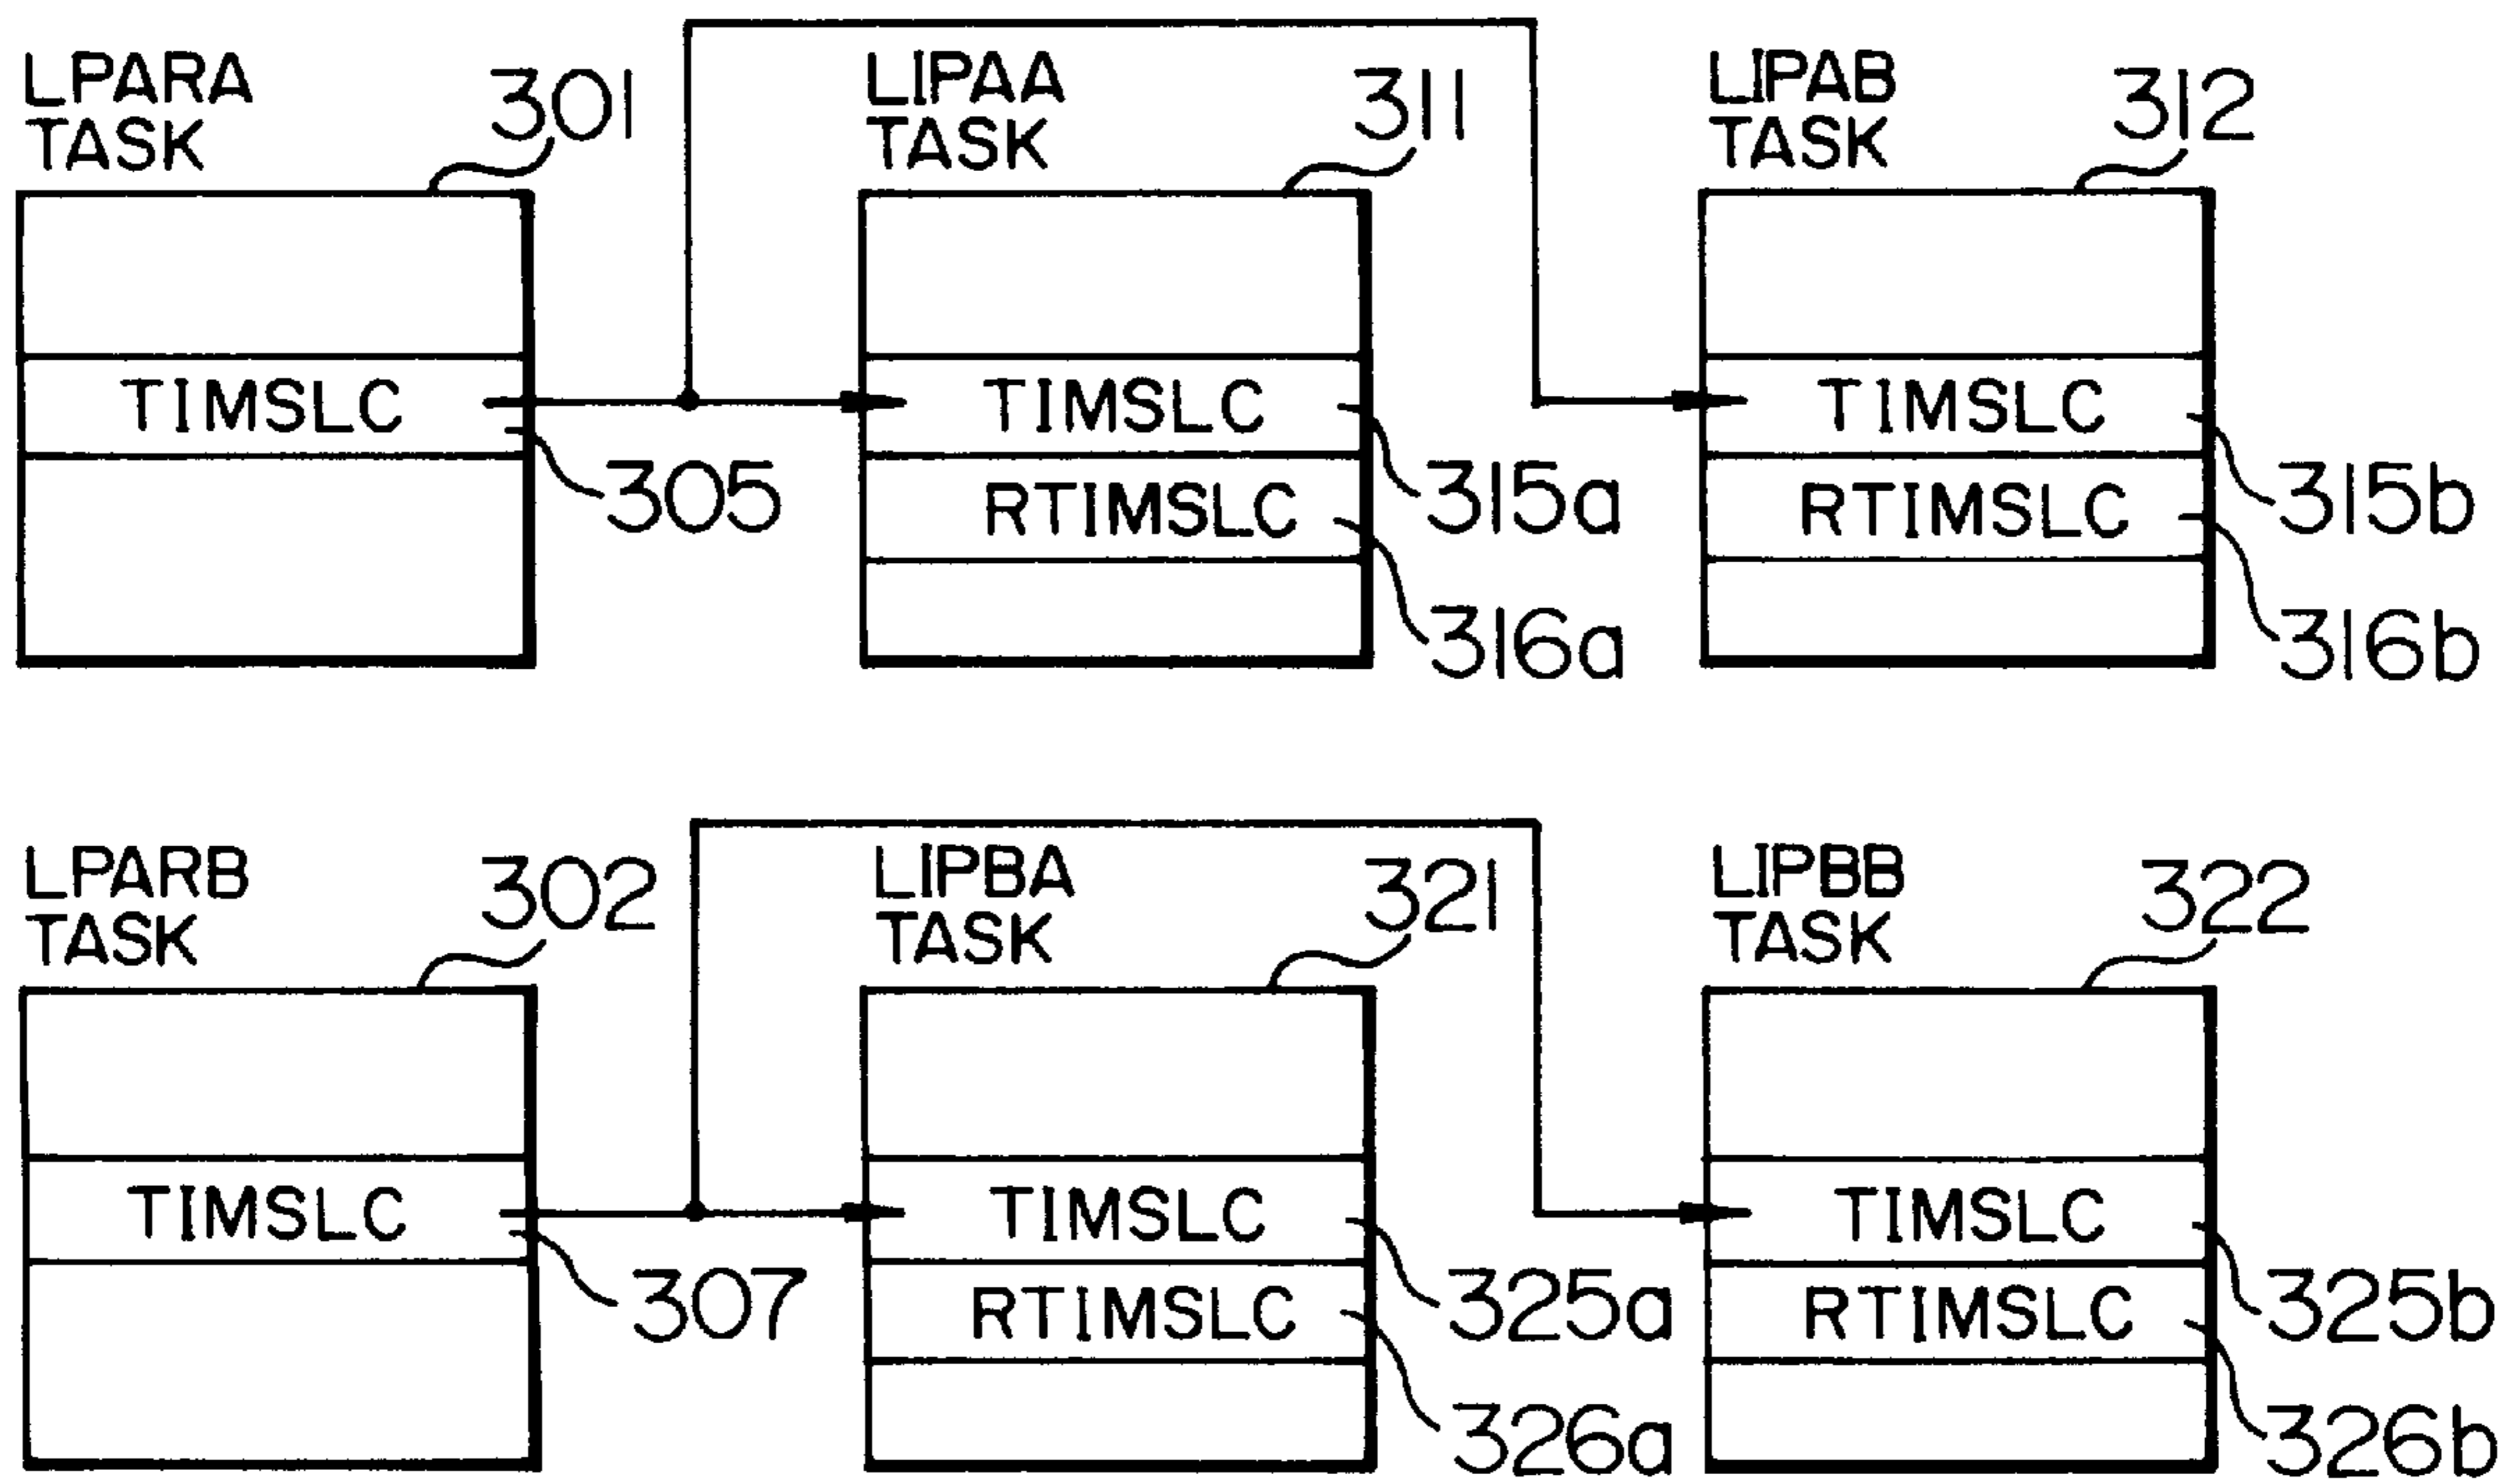 LPARA
TASK
301
LIPAA
TASK
311
LIPAB
TASK
312
TIMSLC
305
TIMSLC
315a
RTIMSLC
316a
TIMSLC
315b
RTIMSLC
316b
LPARB
TASK
302
LIPBA
TASK
321
LIPBB
TASK
322
TIMSLC
307
TIMSLC
325a
RTIMSLC
326a
TIMSLC
325b
RTIMSLC
326b